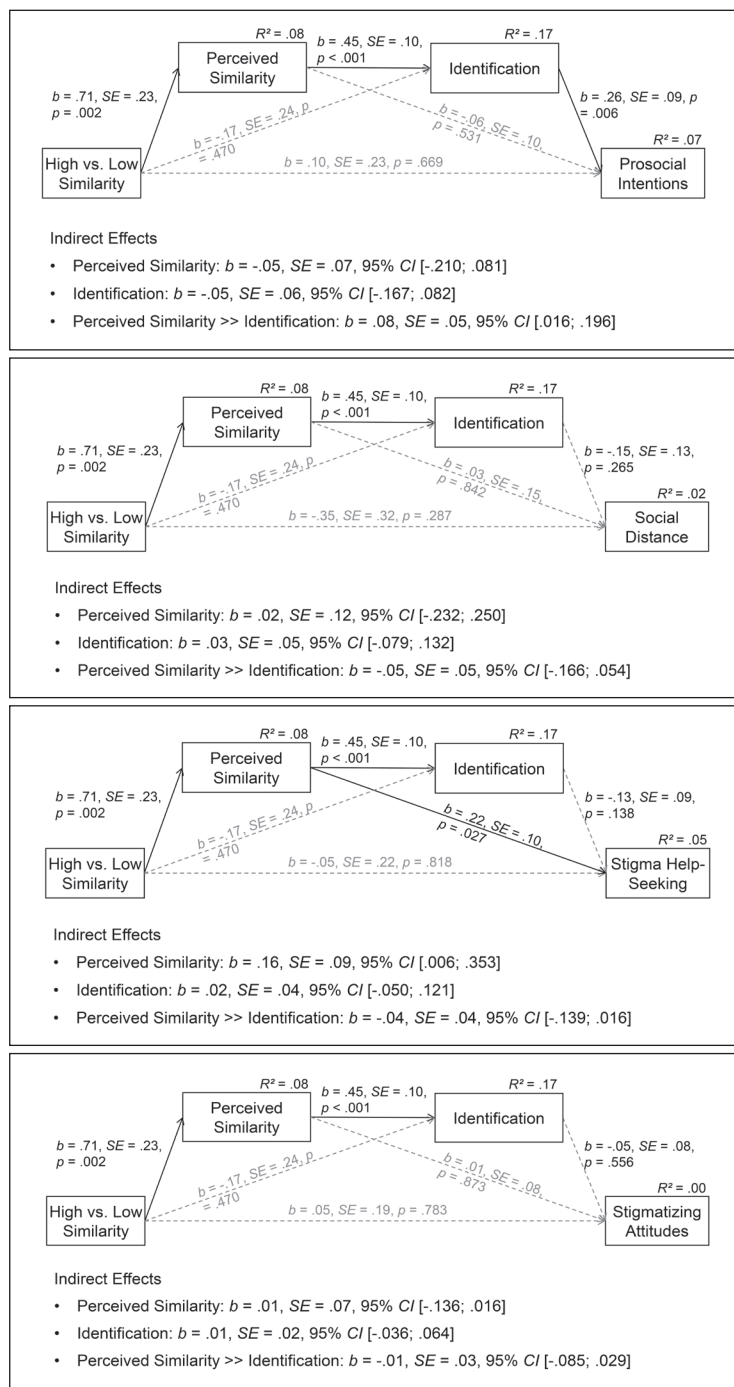 R² = .08
b = .45, SE = .10,
p < .001
R² = .17
Perceived
Similarity
Identification
b = .71, SE = .23,
p = .002
b = -.17, SE = .24, p
= .470
b = -.06, SE = .10,
p = .531
b = .26, SE = .09, p
= .006
R² = .07
High vs. Low
Similarity
b = .10, SE = .23, p = .669
Prosocial
Intentions
Indirect Effects
• Perceived Similarity: b = -.05, SE = .07, 95% CI [-.210; .081]
• Identification: b = -.05, SE = .06, 95% CI [-.167; .082]
• Perceived Similarity >> Identification: b = .08, SE = .05, 95% CI [.016; .196]
R² = .08
b = .45, SE = .10,
p < .001
R² = .17
Perceived
Similarity
Identification
b = .71, SE = .23,
p = .002
b = -.17, SE = .24, p
= .470
b = .03, SE = .15,
p = .842
b = -.15, SE = .13,
p = .265
R² = .02
High vs. Low
Similarity
b = -.35, SE = .32, p = .287
Social
Distance
Indirect Effects
• Perceived Similarity: b = .02, SE = .12, 95% CI [-.232; .250]
• Identification: b = .03, SE = .05, 95% CI [-.079; .132]
• Perceived Similarity >> Identification: b = -.05, SE = .05, 95% CI [-.166; .054]
R² = .08
b = .45, SE = .10,
p < .001
R² = .17
Perceived
Similarity
Identification
b = .71, SE = .23,
p = .002
b = -.17, SE = .24, p
= .470
b = .22, SE = .10,
p = .027
b = -.13, SE = .09,
p = .138
R² = .05
High vs. Low
Similarity
b = -.05, SE = .22, p = .818
Stigma Help-
Seeking
Indirect Effects
• Perceived Similarity: b = .16, SE = .09, 95% CI [.006; .353]
• Identification: b = .02, SE = .04, 95% CI [-.050; .121]
• Perceived Similarity >> Identification: b = -.04, SE = .04, 95% CI [-.139; .016]
R² = .08
b = .45, SE = .10,
p < .001
R² = .17
Perceived
Similarity
Identification
b = .71, SE = .23,
p = .002
b = -.17, SE = .24, p
= .470
b = .01, SE = .08,
p = .873
b = -.05, SE = .08,
p = .556
R² = .00
High vs. Low
Similarity
b = .05, SE = .19, p = .783
Stigmatizing
Attitudes
Indirect Effects
• Perceived Similarity: b = .01, SE = .07, 95% CI [-.136; .016]
• Identification: b = .01, SE = .02, 95% CI [-.036; .064]
• Perceived Similarity >> Identification: b = -.01, SE = .03, 95% CI [-.085; .029]